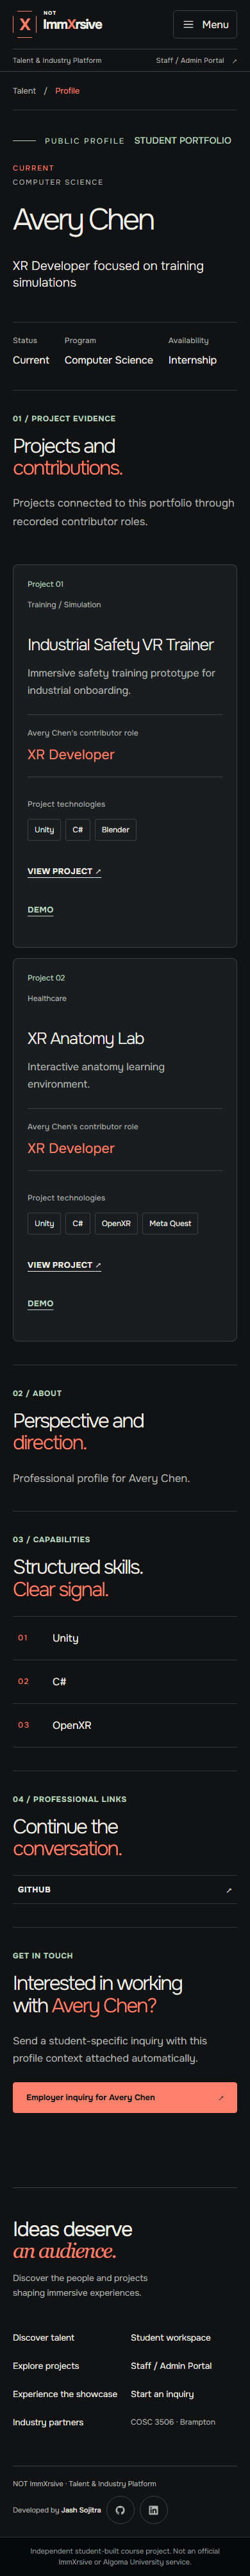 NOT
X ImmXrsive
Menu
Talent & Industry Platform
Staff / Admin Portal ↗
Talent / Profile
PUBLIC PROFILE STUDENT PORTFOLIO
CURRENT
COMPUTER SCIENCE
Avery Chen
XR Developer focused on training
simulations
Status Program Availability
Current Computer Science Internship
01 / PROJECT EVIDENCE
Projects and
contributions.
Projects connected to this portfolio through
recorded contributor roles.
Project 01
Training / Simulation
Industrial Safety VR Trainer
Immersive safety training prototype for
industrial onboarding.
Avery Chen's contributor role
XR Developer
Project technologies
Unity C# Blender
VIEW PROJECT ↗
DEMO
Project 02
Healthcare
XR Anatomy Lab
Interactive anatomy learning
environment.
Avery Chen's contributor role
XR Developer
Project technologies
Unity C# OpenXR Meta Quest
VIEW PROJECT ↗
DEMO
02 / ABOUT
Perspective and
direction.
Professional profile for Avery Chen.
03 / CAPABILITIES
Structured skills.
Clear signal.
01 Unity
02 C#
03 OpenXR
04 / PROFESSIONAL LINKS
Continue the
conversation.
GITHUB ↗
GET IN TOUCH
Interested in working
with Avery Chen?
Send a student-specific inquiry with this
profile context attached automatically.
Employer inquiry for Avery Chen ↗
Ideas deserve
an audience.
Discover the people and projects
shaping immersive experiences.
Discover talent Student workspace
Explore projects Staff / Admin Portal
Experience the showcase Start an inquiry
Industry partners COSC 3506 · Brampton
NOT ImmXrsive · Talent & Industry Platform
Developed by Jash Sojitra
Independent student-built course project. Not an official
ImmXrsive or Algoma University service.